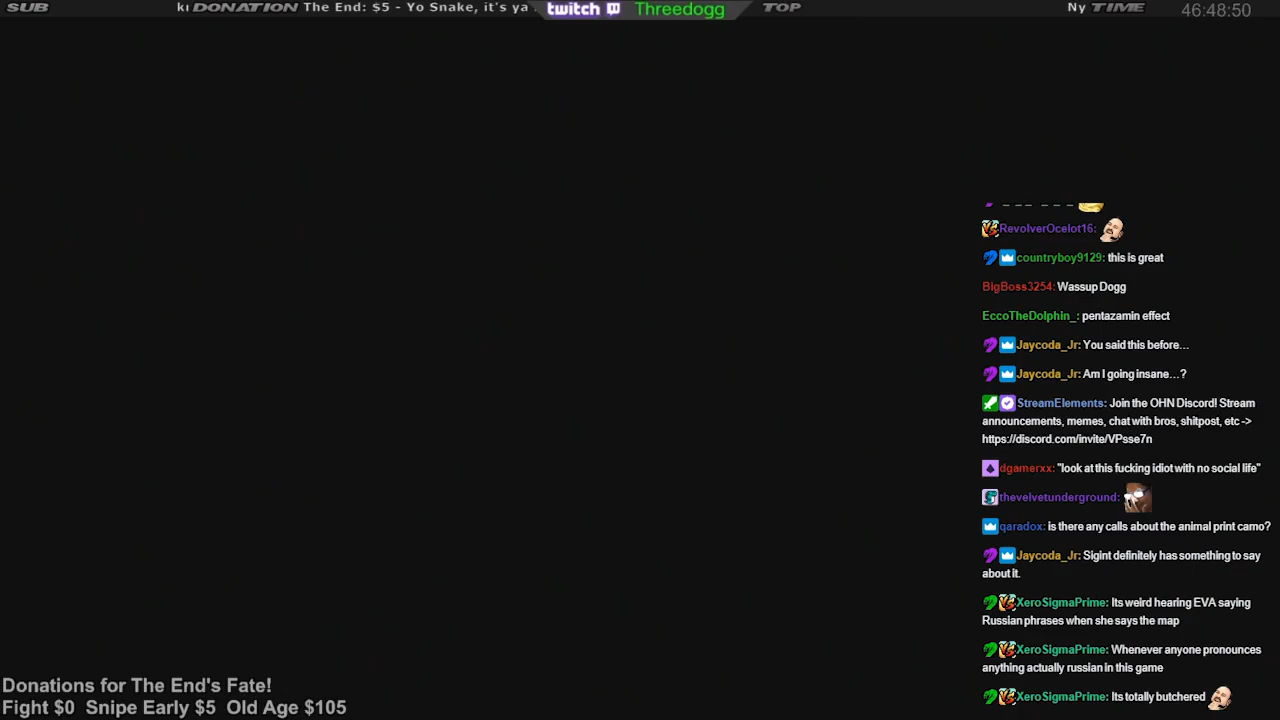 SUB
DONATION The End: $5 - Yo Snake, it's ya
twitch Threedogg
TOP
Ny TIME
46:48:50
RevolverOcelot16:
countryboy9129: this is great
BigBoss3254: Wassup Dogg
EccoTheDolphin_: pentazamin effect
Jaycoda_Jr: You said this before...
Jaycoda_Jr: Am I going insane...?
StreamElements: Join the OHN Discord! Stream
announcements, memes, chat with bros, shitpost, etc ->
https://discord.com/invite/VPsse7n
dgamerxx: "look at this fucking idiot with no social life"
thevelvetunderground:
qaradox: is there any calls about the animal print camo?
Jaycoda_Jr: Sigint definitely has something to say
about it.
XeroSigmaPrime: Its weird hearing EVA saying
Russian phrases when she says the map
XeroSigmaPrime: Whenever anyone pronounces
anything actually russian in this game
XeroSigmaPrime: Its totally butchered
Donations for The End's Fate!
Fight $0 Snipe Early $5 Old Age $105